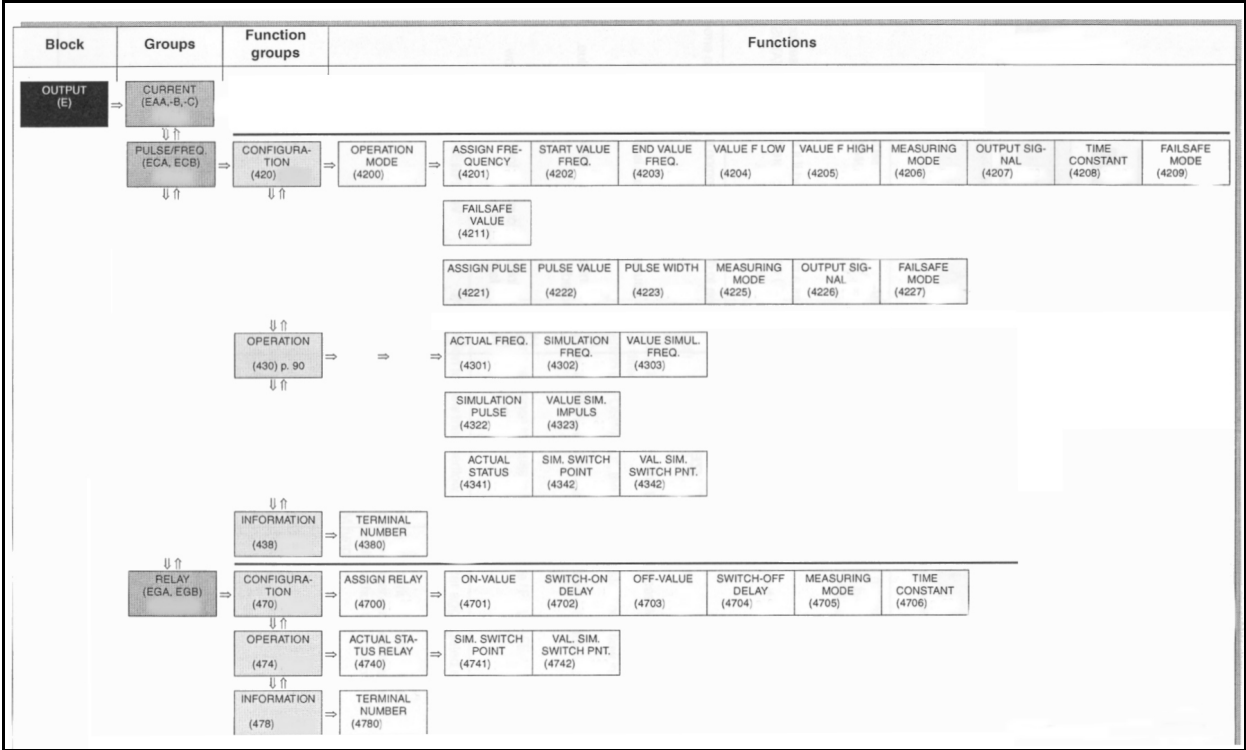 Block
Groups
Function
groups
Functions
OUTPUT
(E)
CURRENT
(EAA,-B,-C)
PULSE/FREQ.
(ECA, ECB)
CONFIGURA-
TION
(420)
OPERATION
MODE
(4200)
ASSIGN FRE-
QUENCY
(4201)
START VALUE
FREQ.
(4202)
END VALUE
FREQ.
(4203)
VALUE F LOW
(4204)
VALUE F HIGH
(4205)
MEASURING
MODE
(4206)
OUTPUT SIG-
NAL
(4207)
TIME
CONSTANT
(4208)
FAILSAFE
MODE
(4209)
FAILSAFE
VALUE
(4211)
ASSIGN PULSE
(4221)
PULSE VALUE
(4222)
PULSE WIDTH
(4223)
MEASURING
MODE
(4225)
OUTPUT SIG-
NAL
(4226)
FAILSAFE
MODE
(4227)
OPERATION
(430) p. 90
ACTUAL FREQ.
(4301)
SIMULATION
FREQ.
(4302)
VALUE SIMUL.
FREQ.
(4303)
SIMULATION
PULSE
(4322)
VALUE SIM.
IMPULS
(4323)
ACTUAL
STATUS
(4341)
SIM. SWITCH
POINT
(4342)
VAL. SIM.
SWITCH PNT.
(4342)
INFORMATION
(438)
TERMINAL
NUMBER
(4380)
RELAY
(EGA, EGB)
CONFIGURA-
TION
(470)
ASSIGN RELAY
(4700)
ON-VALUE
(4701)
SWITCH-ON
DELAY
(4702)
OFF-VALUE
(4703)
SWITCH-OFF
DELAY
(4704)
MEASURING
MODE
(4705)
TIME
CONSTANT
(4706)
OPERATION
(474)
ACTUAL STA-
TUS RELAY
(4740)
SIM. SWITCH
POINT
(4741)
VAL. SIM.
SWITCH PNT.
(4742)
INFORMATION
(478)
TERMINAL
NUMBER
(4780)